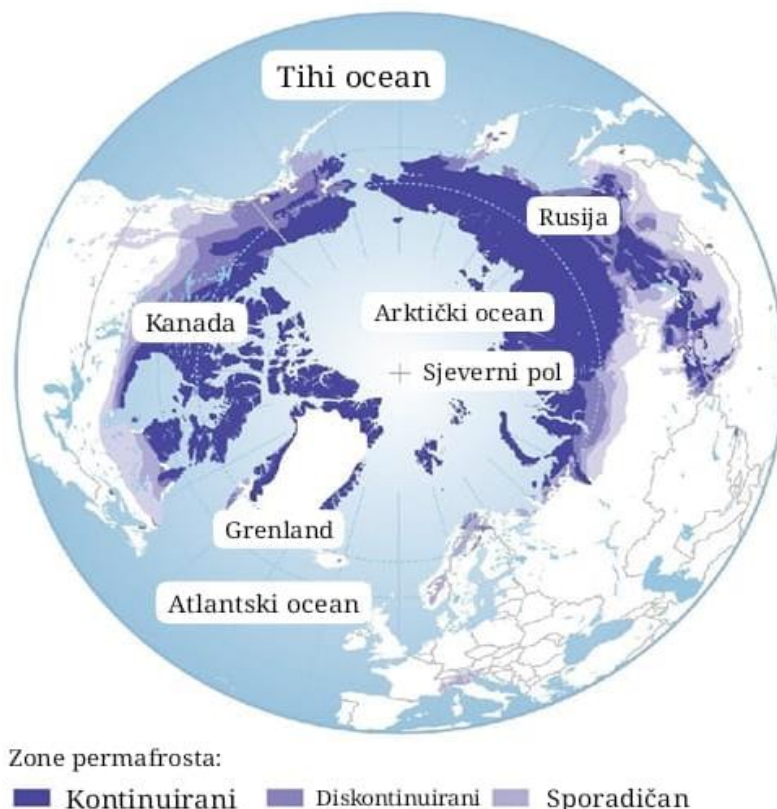 Tihi ocean
Rusija
Kanada
Arktički ocean
Sjeverni pol
Grenland
Atlantski ocean
Zone permafrosta:
Kontinuirani
Diskontinuirani
Sporadičan